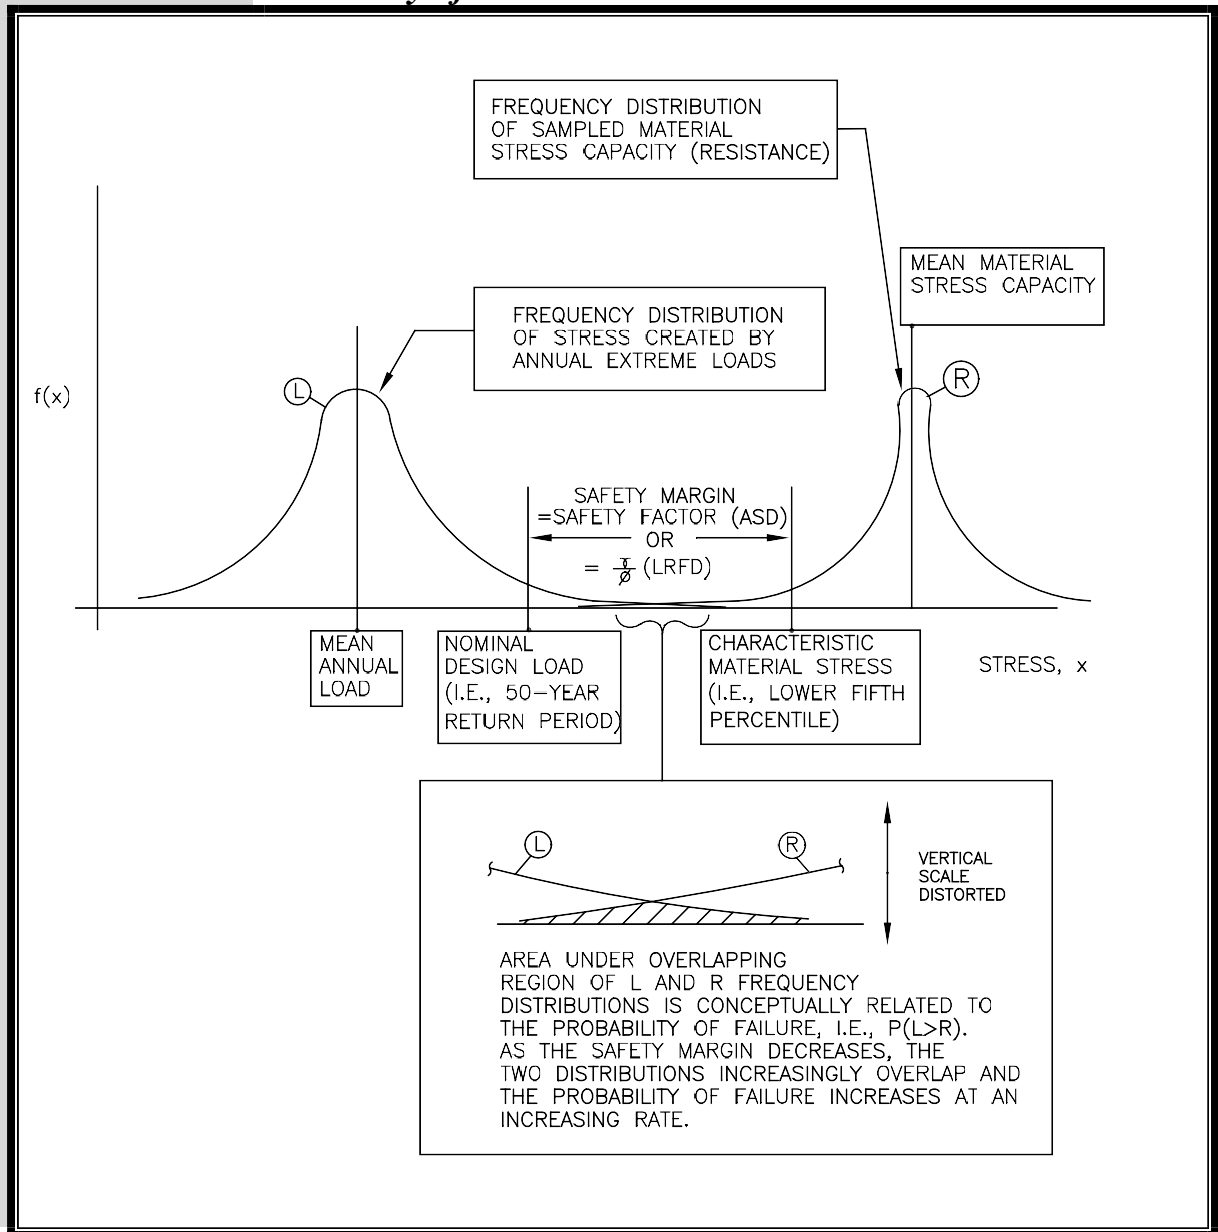 FREQUENCY DISTRIBUTION
OF SAMPLED MATERIAL
STRESS CAPACITY (RESISTANCE)
MEAN MATERIAL
STRESS CAPACITY
FREQUENCY DISTRIBUTION
OF STRESS CREATED BY
ANNUAL EXTREME LOADS
f(x)
L
R
SAFETY MARGIN
=SAFETY FACTOR (ASD)
OR
= γ/ϕ (LRFD)
MEAN
ANNUAL
LOAD
NOMINAL
DESIGN LOAD
(I.E., 50-YEAR
RETURN PERIOD)
CHARACTERISTIC
MATERIAL STRESS
(I.E., LOWER FIFTH
PERCENTILE)
STRESS, x
L
R
VERTICAL
SCALE
DISTORTED
AREA UNDER OVERLAPPING
REGION OF L AND R FREQUENCY
DISTRIBUTIONS IS CONCEPTUALLY RELATED TO
THE PROBABILITY OF FAILURE, I.E., P(L>R).
AS THE SAFETY MARGIN DECREASES, THE
TWO DISTRIBUTIONS INCREASINGLY OVERLAP AND
THE PROBABILITY OF FAILURE INCREASES AT AN
INCREASING RATE.